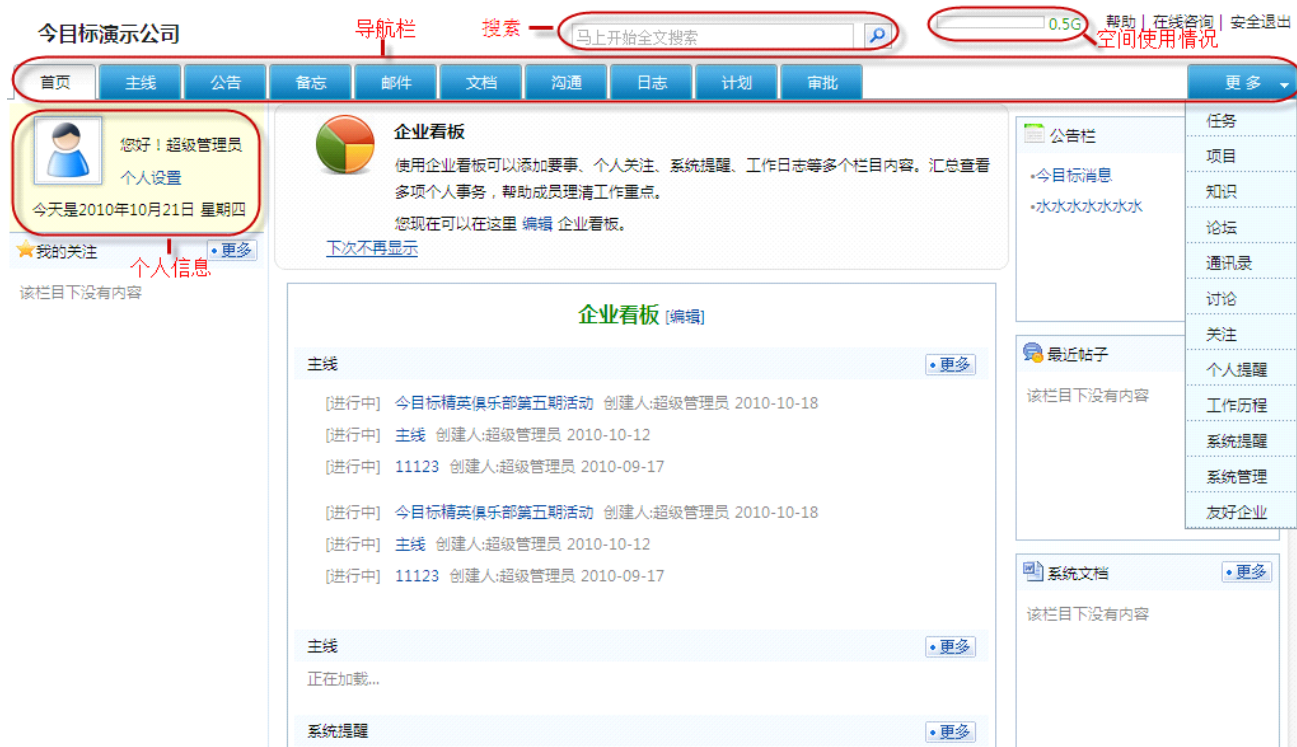 今目标演示公司
导航栏
搜索
马上开始全文搜索
0.5G
帮助 | 在线咨询 | 安全退出
空间使用情况
首页 主线 公告 备忘 邮件 文档 沟通 日志 计划 审批 更多
您好！超级管理员
个人设置
今天是2010年10月21日 星期四
我的关注 •更多
个人信息
该栏目下没有内容
企业看板
使用企业看板可以添加要事、个人关注、系统提醒、工作日志等多个栏目内容。汇总查看
多项个人事务，帮助成员理清工作重点。
您现在可以在这里 编辑 企业看板。
下次不再显示
企业看板 [编辑]
主线 •更多
[进行中] 今目标精英俱乐部第五期活动 创建人:超级管理员 2010-10-18
[进行中] 主线 创建人:超级管理员 2010-10-12
[进行中] 11123 创建人:超级管理员 2010-09-17
[进行中] 今目标精英俱乐部第五期活动 创建人:超级管理员 2010-10-18
[进行中] 主线 创建人:超级管理员 2010-10-12
[进行中] 11123 创建人:超级管理员 2010-09-17
主线 •更多
正在加载...
系统提醒 •更多
公告栏
•今目标消息
•水水水水水水水
最近帖子
该栏目下没有内容
系统文档 •更多
该栏目下没有内容
任务
项目
知识
论坛
通讯录
讨论
关注
个人提醒
工作历程
系统提醒
系统管理
友好企业